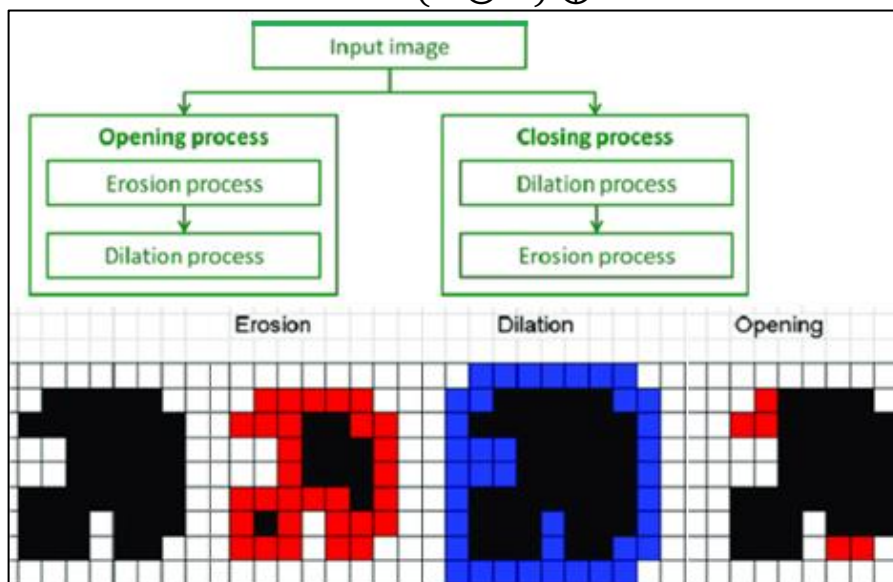 Input image
Opening process
Erosion process
Dilation process
Closing process
Dilation process
Erosion process
Erosion
Dilation
Opening